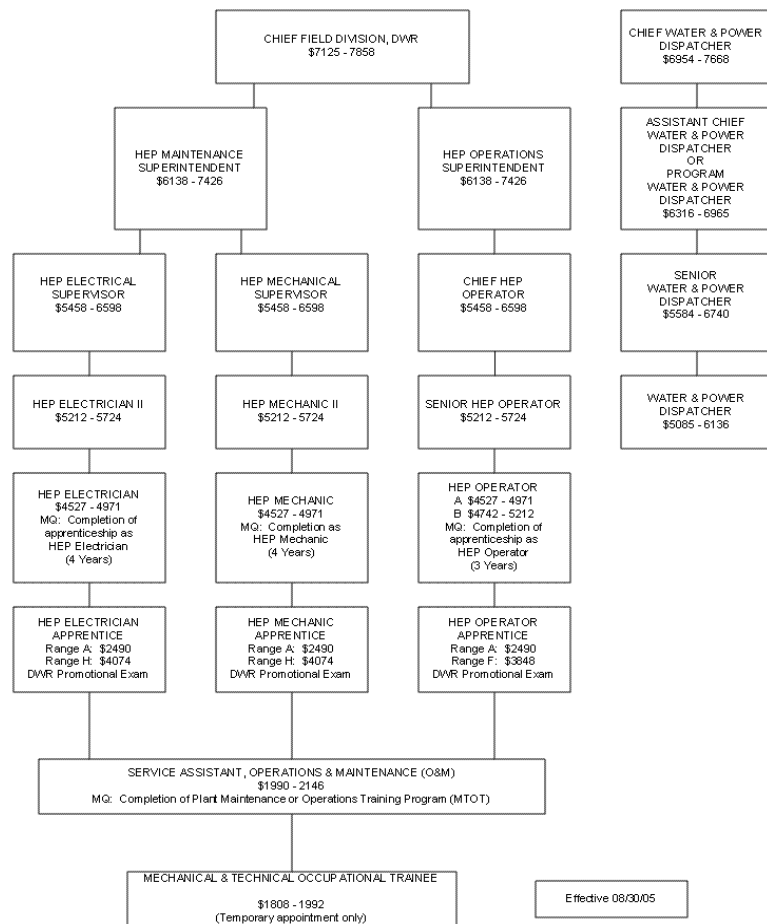 CHIEF FIELD DIVISION, DWR
$7125 - 7858
CHIEF WATER & POWER
DISPATCHER
$6954 - 7668
HEP MAINTENANCE
SUPERINTENDENT
$6138 - 7426
HEP OPERATIONS
SUPERINTENDENT
$6138 - 7426
ASSISTANT CHIEF
WATER & POWER
DISPATCHER
OR
PROGRAM
WATER & POWER
DISPATCHER
$6316 - 6965
HEP ELECTRICAL
SUPERVISOR
$5458 - 6598
HEP MECHANICAL
SUPERVISOR
$5458 - 6598
CHIEF HEP
OPERATOR
$5458 - 6598
SENIOR
WATER & POWER
DISPATCHER
$5584 - 6740
HEP ELECTRICIAN II
$5212 - 5724
HEP MECHANIC II
$5212 - 5724
SENIOR HEP OPERATOR
$5212 - 5724
WATER & POWER
DISPATCHER
$5085 - 6136
HEP ELECTRICIAN
$4527 - 4971
MQ: Completion of
apprenticeship as
HEP Electrician
(4 Years)
HEP MECHANIC
$4527 - 4971
MQ: Completion as
HEP Mechanic
(4 Years)
HEP OPERATOR
A $4527 - 4971
B $4742 - 5212
MQ: Completion of
apprenticeship as
HEP Operator
(3 Years)
HEP ELECTRICIAN
APPRENTICE
Range A: $2490
Range H: $4074
DWR Promotional Exam
HEP MECHANIC
APPRENTICE
Range A: $2490
Range H: $4074
DWR Promotional Exam
HEP OPERATOR
APPRENTICE
Range A: $2490
Range F: $3848
DWR Promotional Exam
SERVICE ASSISTANT, OPERATIONS & MAINTENANCE (O&M)
$1990 - 2146
MQ: Completion of Plant Maintenance or Operations Training Program (MTOT)
MECHANICAL & TECHNICAL OCCUPATIONAL TRAINEE
$1808 - 1992
(Temporary appointment only)
Effective 08/30/05